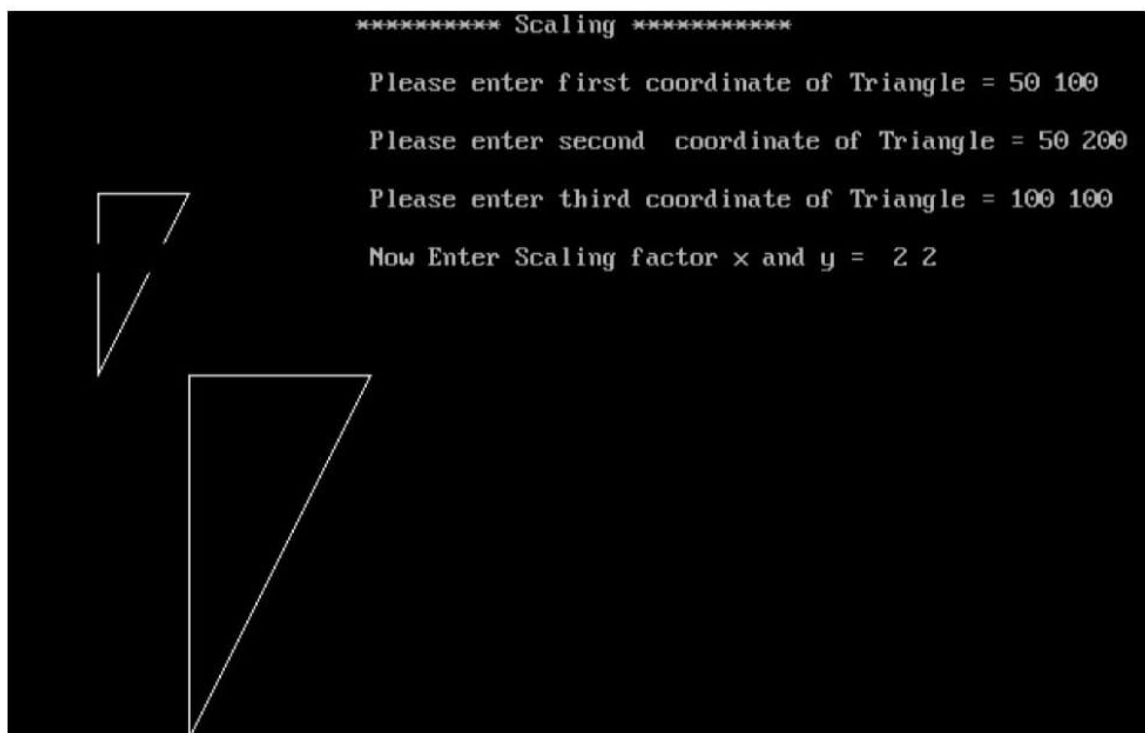 ********** Scaling ***********
Please enter first coordinate of Triangle = 50 100
Please enter second  coordinate of Triangle = 50 200
Please enter third coordinate of Triangle = 100 100
Now Enter Scaling factor x and y =  2 2